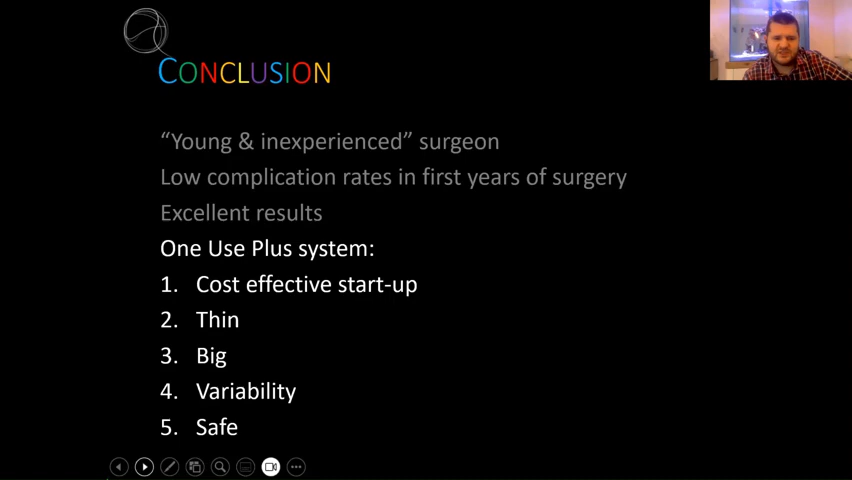 CONCLUSION
“Young & inexperienced” surgeon
Low complication rates in first years of surgery
Excellent results
One Use Plus system:
1. Cost effective start-up
2. Thin
3. Big
4. Variability
5. Safe